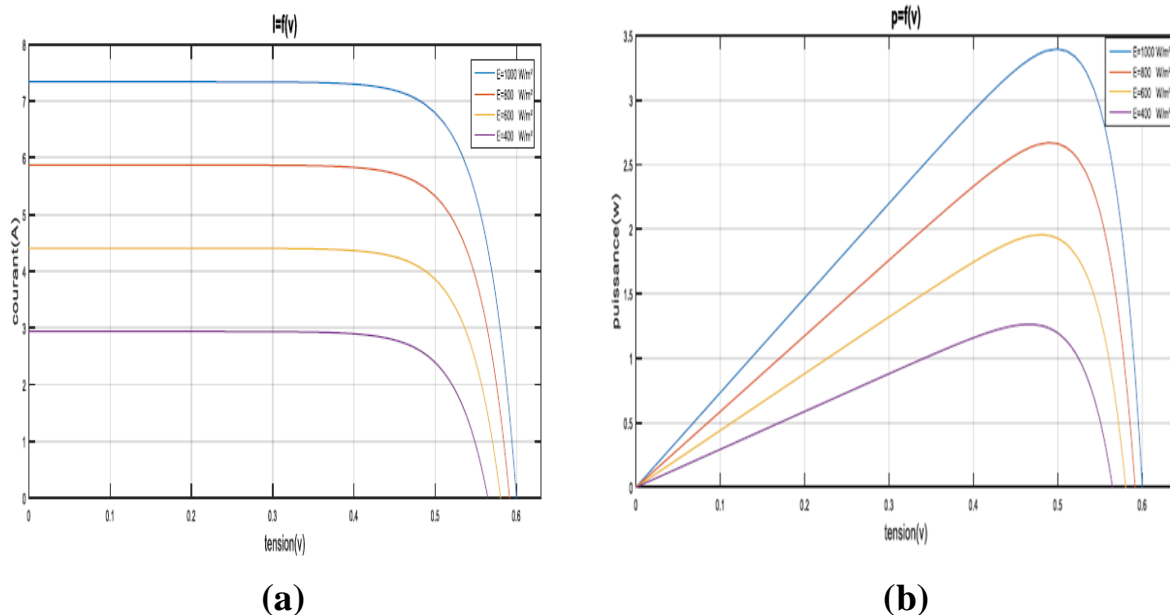 I=f(v)
8
7
6
5
4
3
2
1
0
courant(A)
0 0.1 0.2 0.3 0.4 0.5 0.6
tension(v)
E=1000 W/m²
E=800 W/m²
E=600 W/m²
E=400 W/m²
(a)
p=f(v)
3.5
3
2.5
2
1.5
1
0.5
0
puissance(w)
0 0.1 0.2 0.3 0.4 0.5 0.6
tension(v)
E=1000 W/m²
E=800 W/m²
E=600 W/m²
E=400 W/m²
(b)